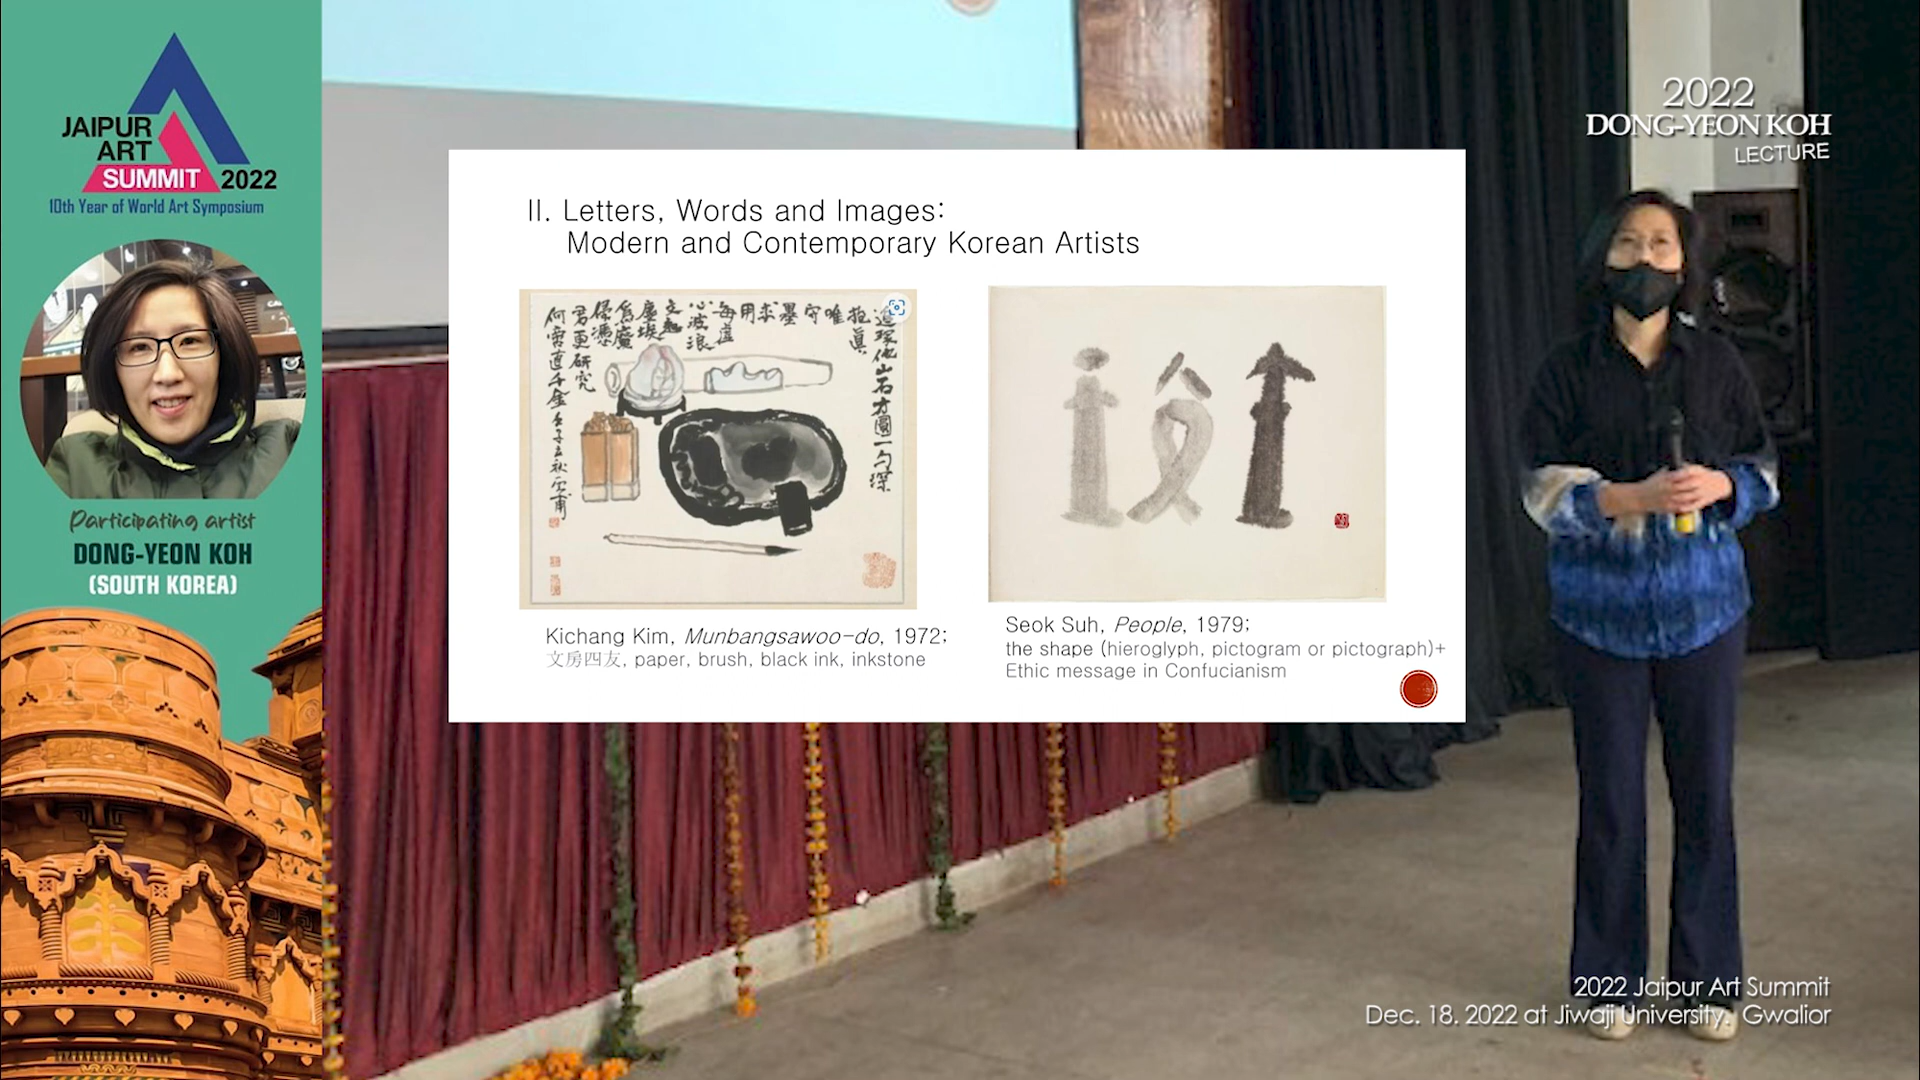 JAIPUR
ART
SUMMIT 2022
10th Year of World Art Symposium
Participating artist
DONG-YEON KOH
(SOUTH KOREA)
2022
DONG-YEON KOH
LECTURE
II. Letters, Words and Images:
Modern and Contemporary Korean Artists
Kichang Kim, Munbangsawoo-do, 1972;
文房四友, paper, brush, black ink, inkstone
Seok Suh, People, 1979;
the shape (hieroglyph, pictogram or pictograph)+
Ethic message in Confucianism
2022 Jaipur Art Summit
Dec. 18. 2022 at Jiwaji University, Gwalior